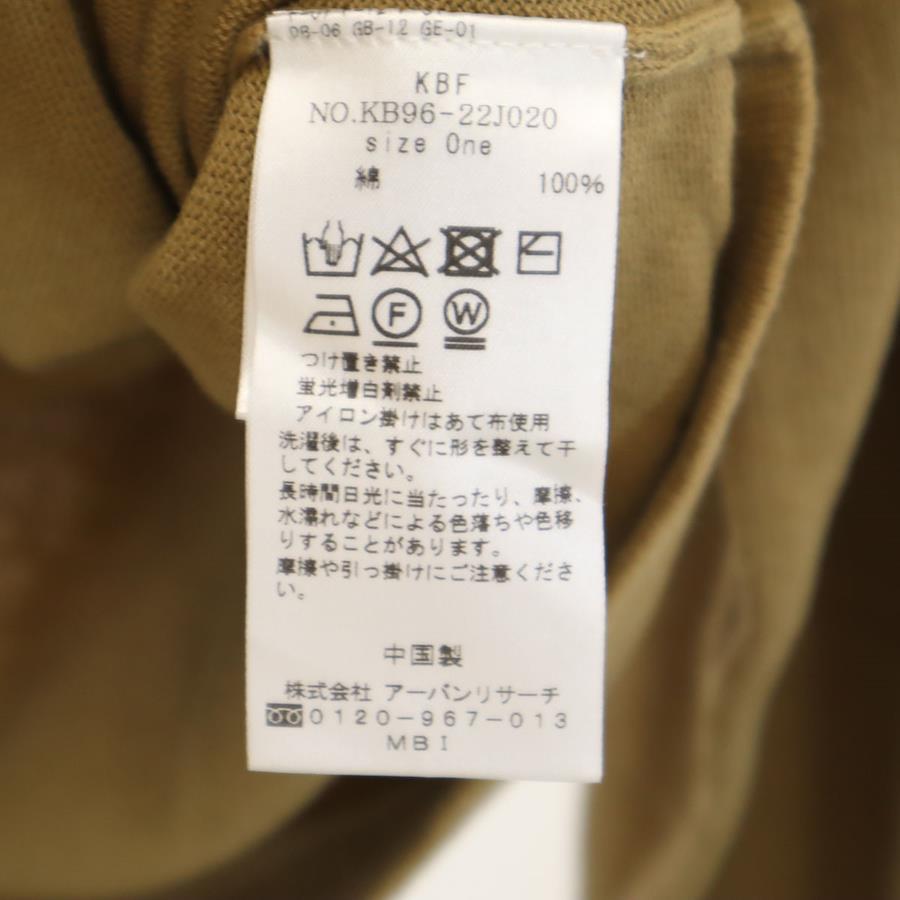 DB-06 GB-12 GE-01
KBF
NO.KB96-22J020
size One
綿 100%
F W
つけ置き禁止
蛍光増白剤禁止
アイロン掛けはあて布使用
洗濯後は、すぐに形を整えて干
してください。
長時間日光に当たったり、摩擦、
水濡れなどによる色落ちや色移
りすることがあります。
摩擦や引っ掛けにご注意くださ
い。
中国製
株式会社 アーバンリサーチ
0120-967-013
MBI